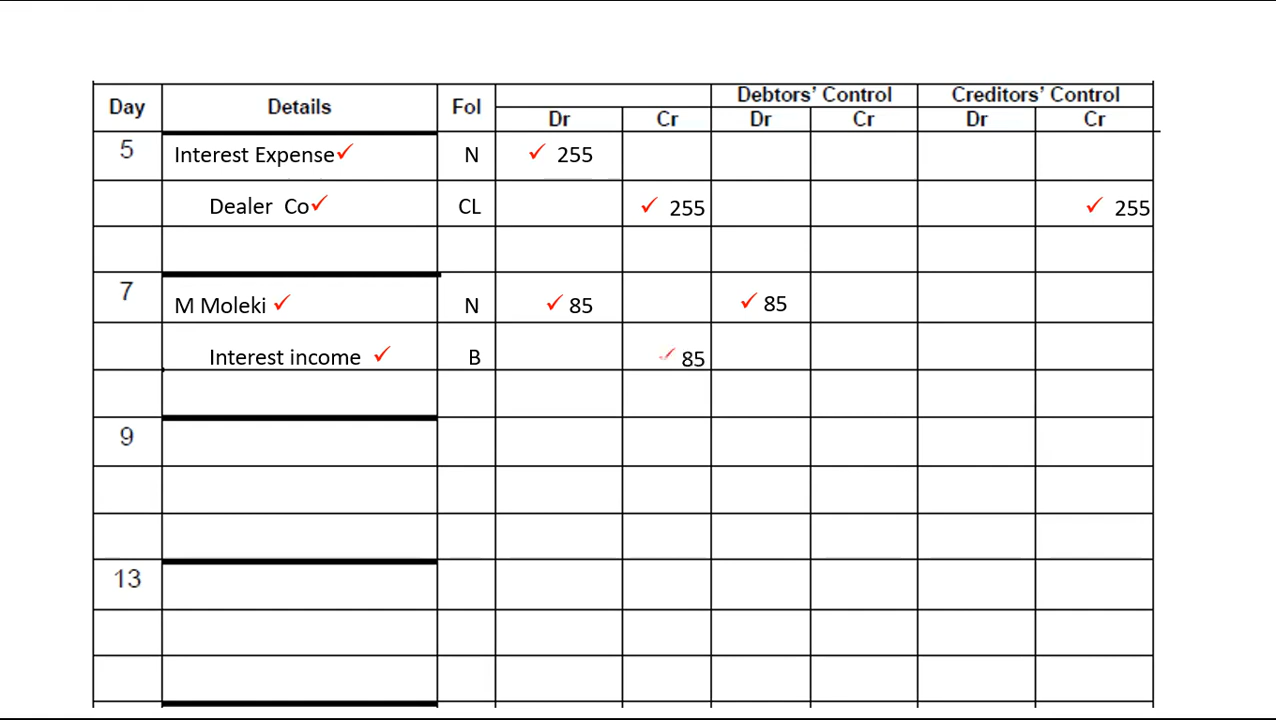 Day Details Fol Debtors' Control Creditors' Control
Dr Cr Dr Cr Dr Cr
5 Interest Expense✓ N ✓ 255
Dealer Co✓ CL ✓ 255 ✓ 255
7 M Moleki ✓ N ✓ 85 ✓ 85
Interest income ✓ B ✓ 85
9
13